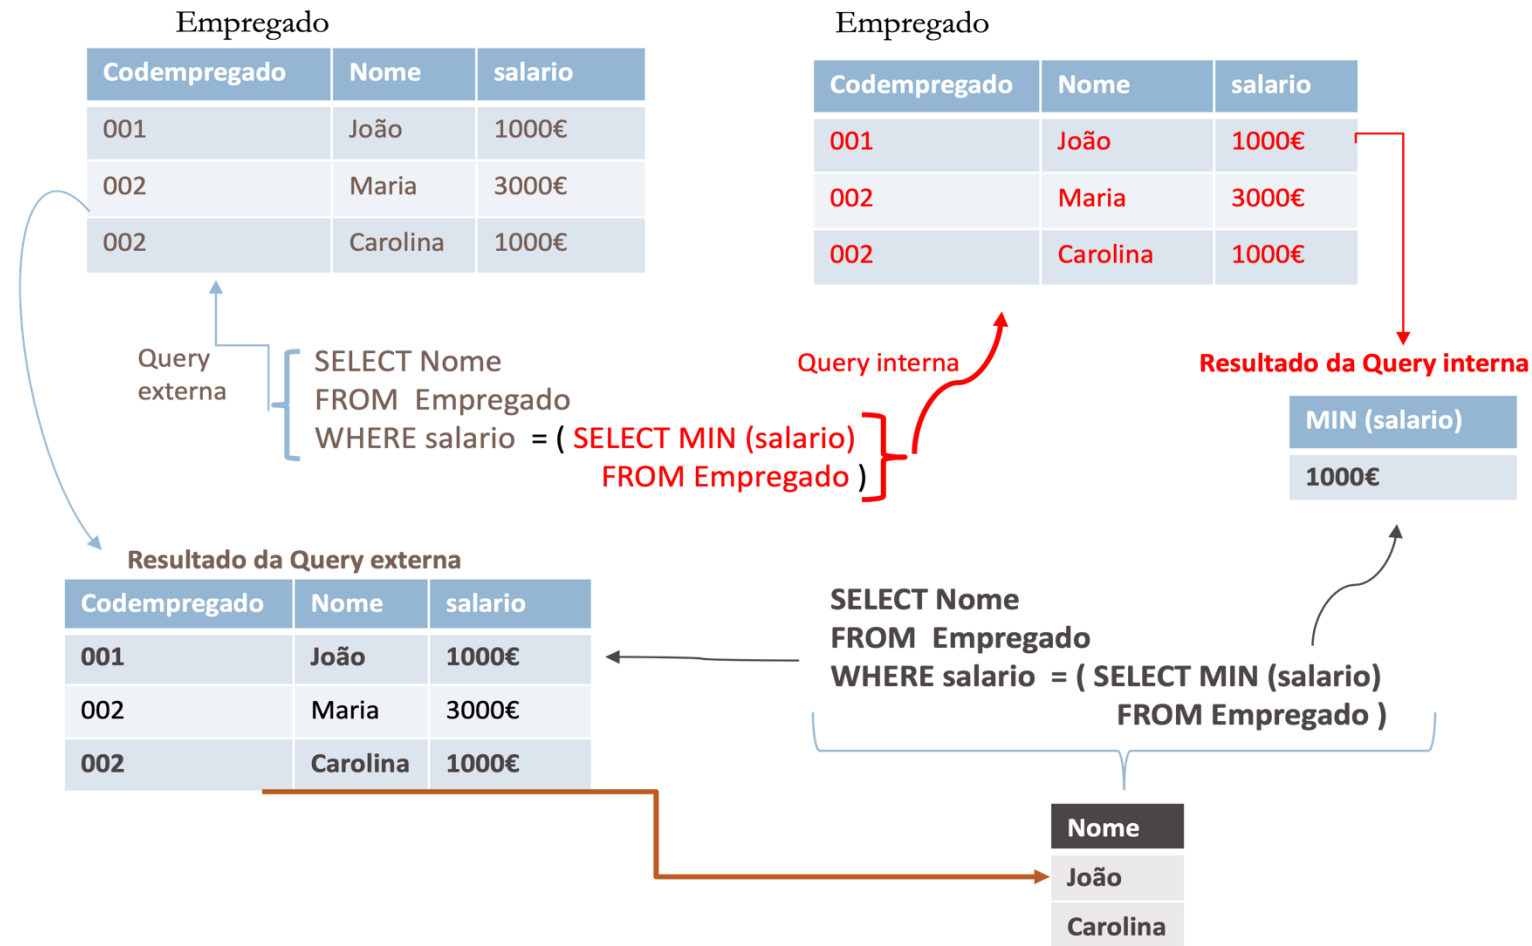 Empregado
Codempregado Nome salario
001 João 1000€
002 Maria 3000€
002 Carolina 1000€
Empregado
Codempregado Nome salario
001 João 1000€
002 Maria 3000€
002 Carolina 1000€
Query
externa
SELECT Nome
FROM Empregado
WHERE salario = ( SELECT MIN (salario)
FROM Empregado )
Query interna
Resultado da Query interna
MIN (salario)
1000€
Resultado da Query externa
Codempregado Nome salario
001 João 1000€
002 Maria 3000€
002 Carolina 1000€
SELECT Nome
FROM Empregado
WHERE salario = ( SELECT MIN (salario)
FROM Empregado )
Nome
João
Carolina